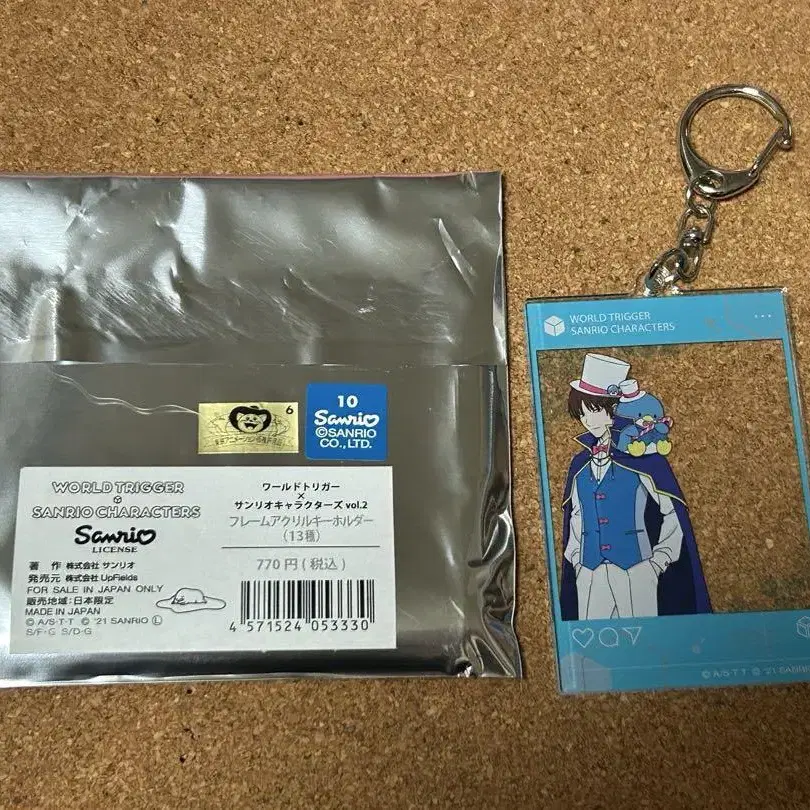 6
10
Sanrio
©SANRIO
CO., LTD.
WORLD TRIGGER
SANRIO CHARACTERS
Sanrio
LICENSE
著 作 株式会社 サンリオ
発売元 株式会社 UpFields
FOR SALE IN JAPAN ONLY
販売地域:日本限定
MADE IN JAPAN
©A/S・T・T © '21 SANRIO Ⓛ
S/F・G S/D・G
ワールドトリガー
×
サンリオキャラクターズ vol.2
フレームアクリルキーホルダー
(13種)
770円(税込)
4 571524 053330
WORLD TRIGGER
SANRIO CHARACTERS
©A/S・T・T © '21 SANRI